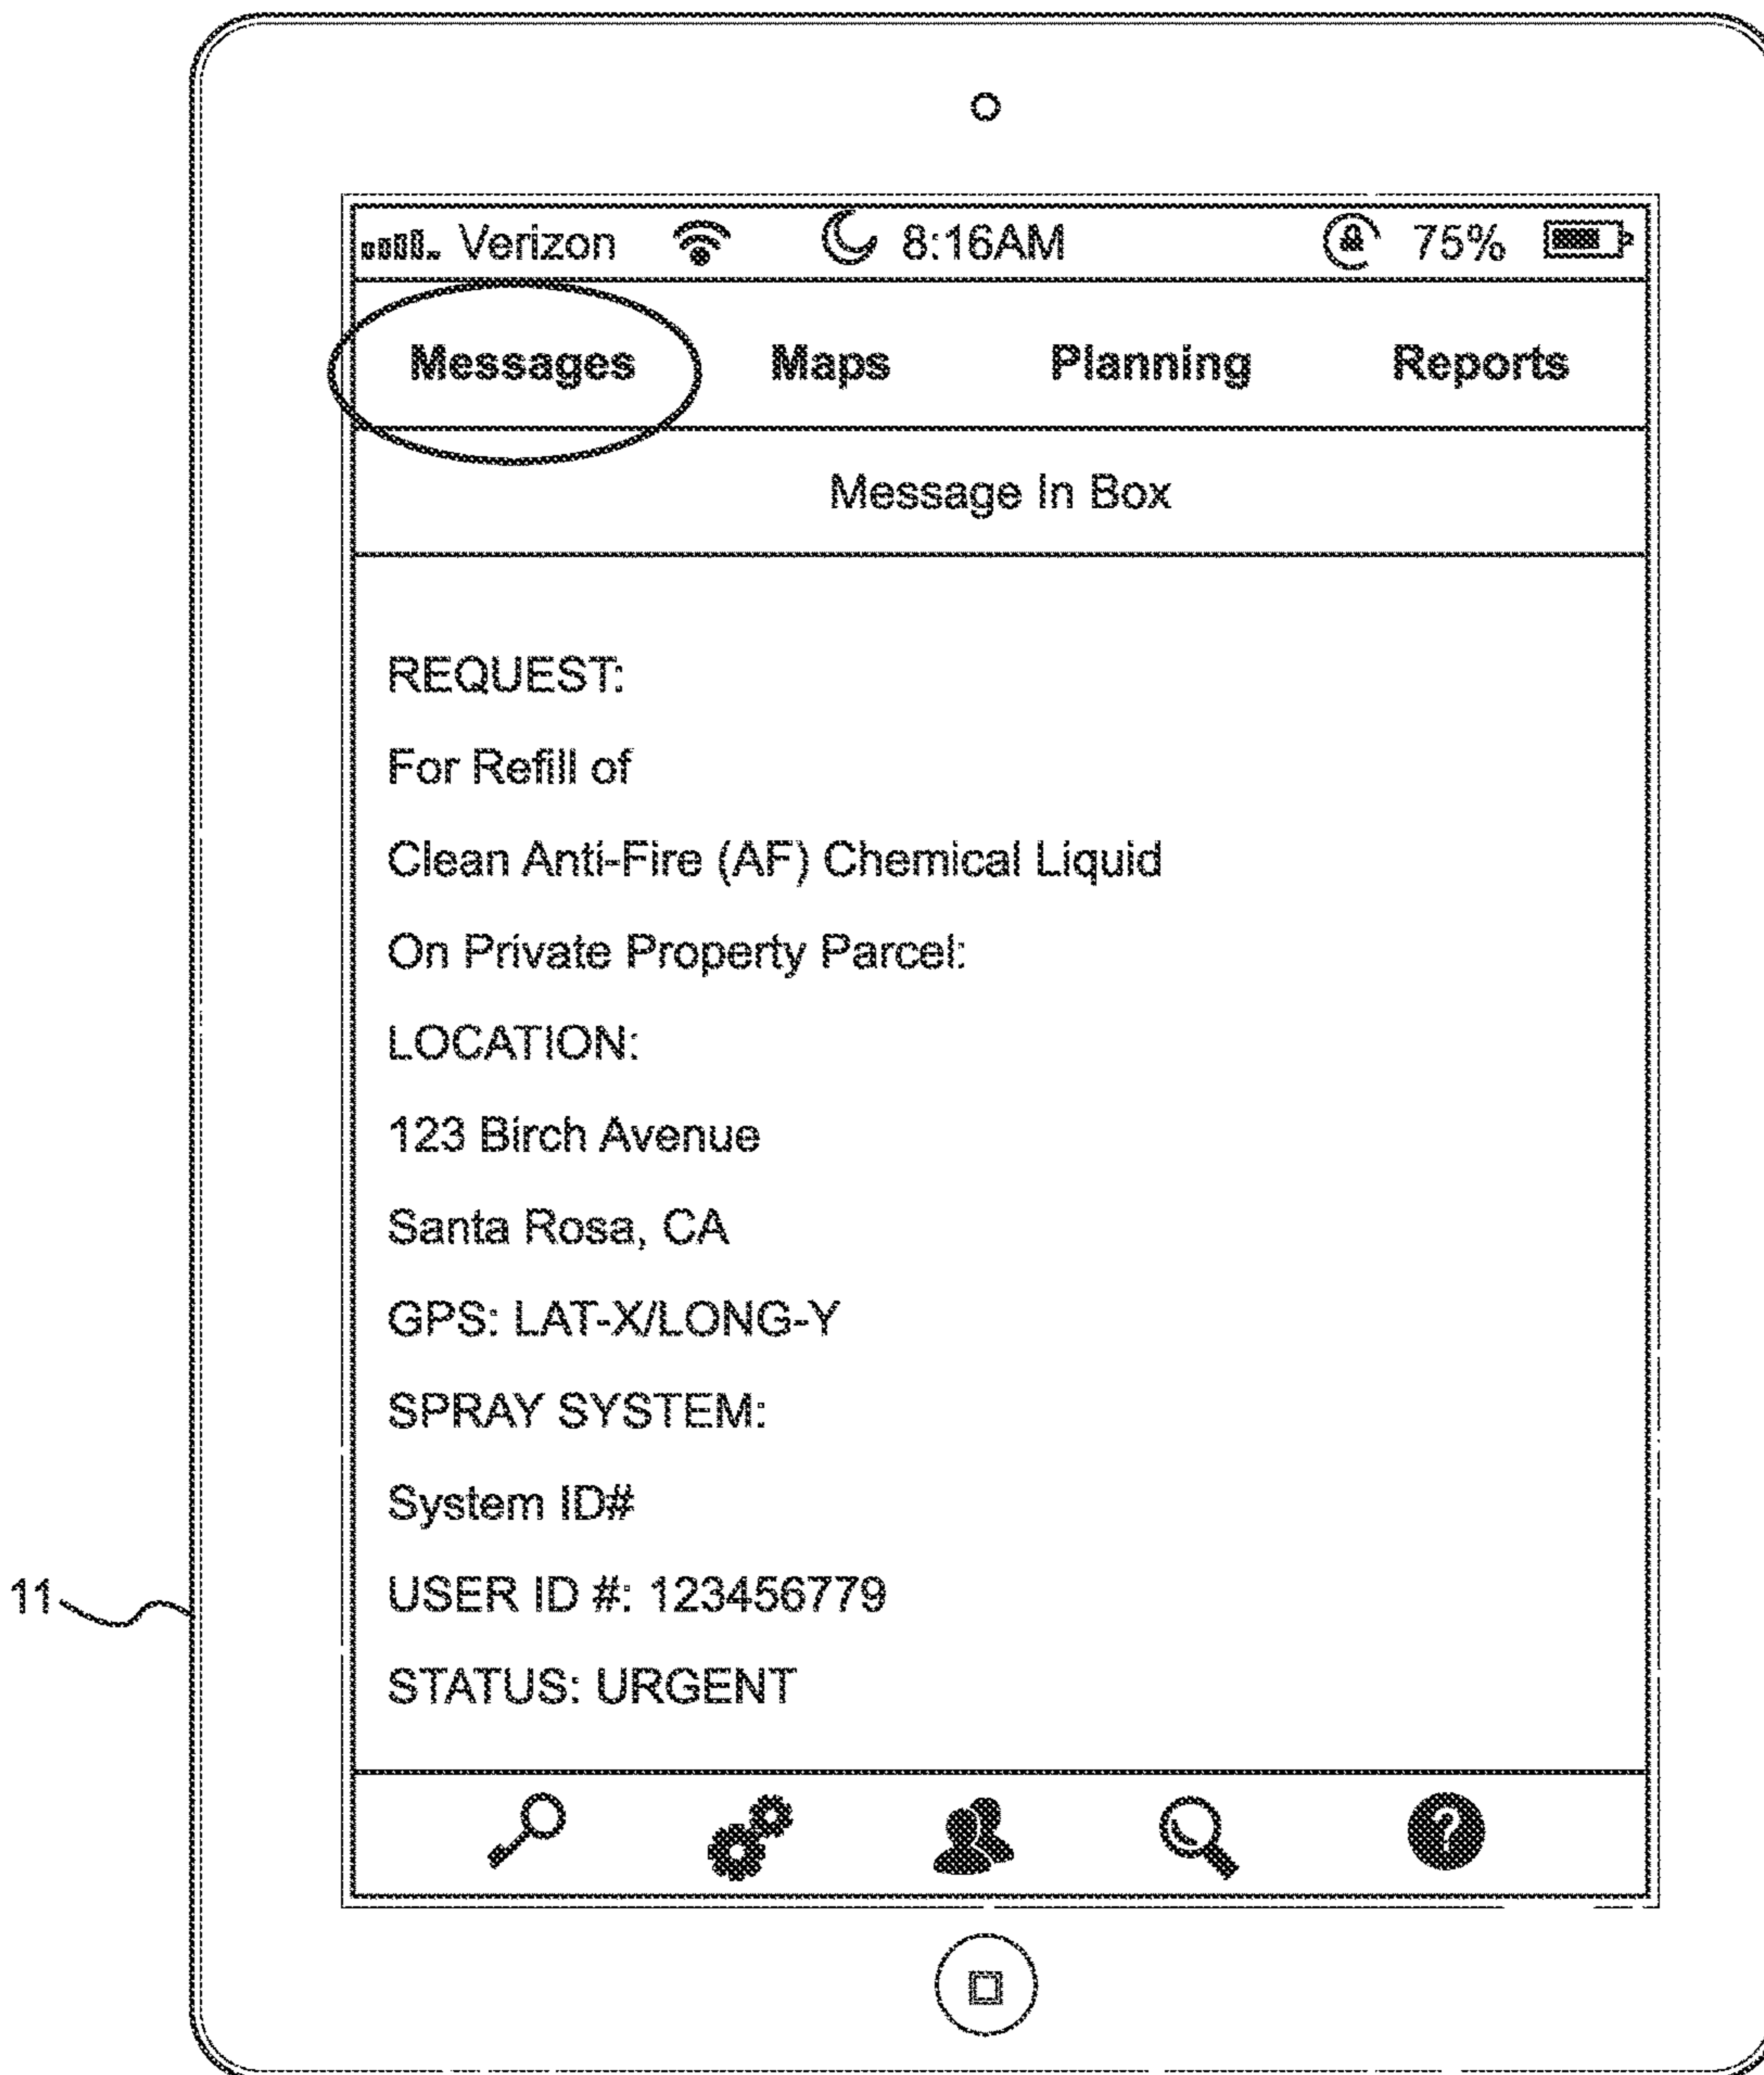 Verizon 8:16AM 75%
Messages Maps Planning Reports
Message In Box
REQUEST:
For Refill of
Clean Anti-Fire (AF) Chemical Liquid
On Private Property Parcel:
LOCATION:
123 Birch Avenue
Santa Rosa, CA
GPS: LAT-X/LONG-Y
SPRAY SYSTEM:
System ID#
11
USER ID #: 123456779
STATUS: URGENT
?